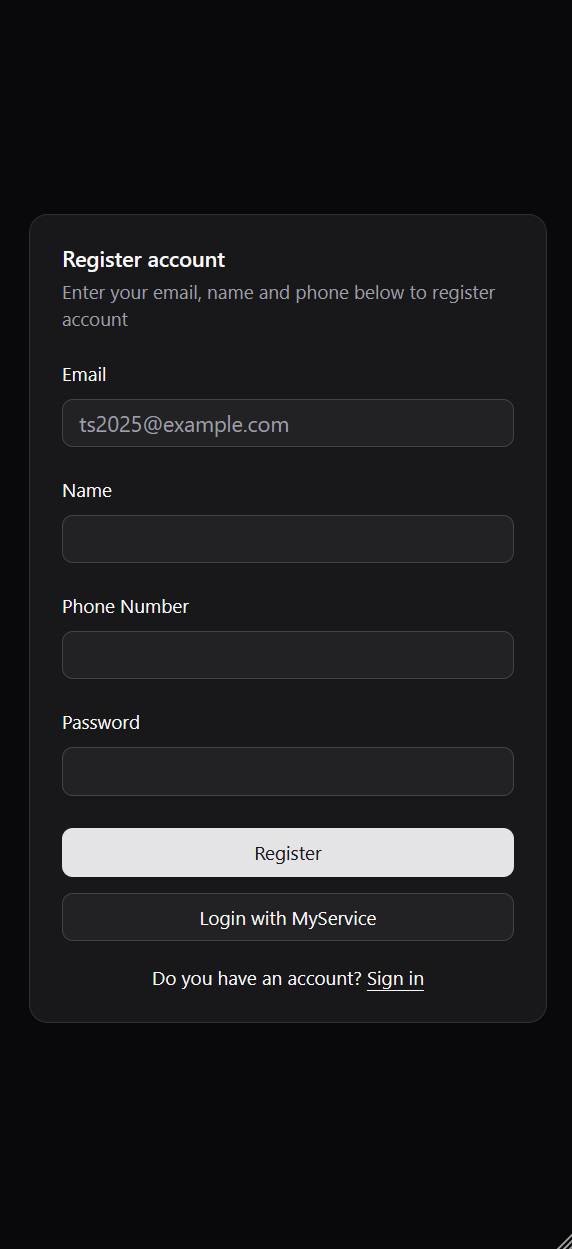 Register account
Enter your email, name and phone below to register
account
Email
ts2025@example.com
Name
Phone Number
Password
Register
Login with MyService
Do you have an account? Sign in